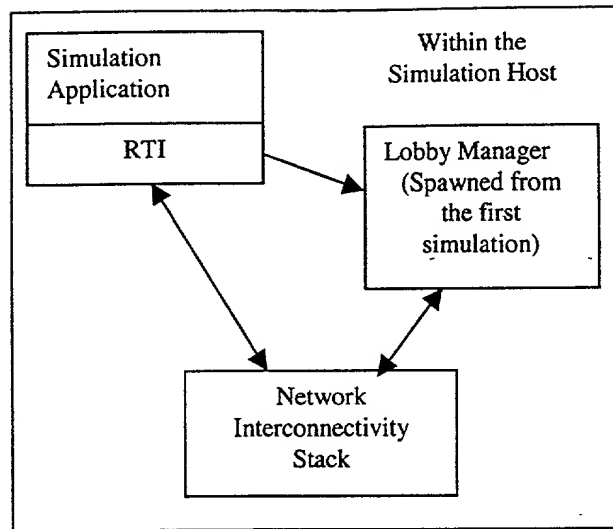 Simulation
Application
RTI
Within the
Simulation Host
Lobby Manager
(Spawned from
the first
simulation)
Network
Interconnectivity
Stack